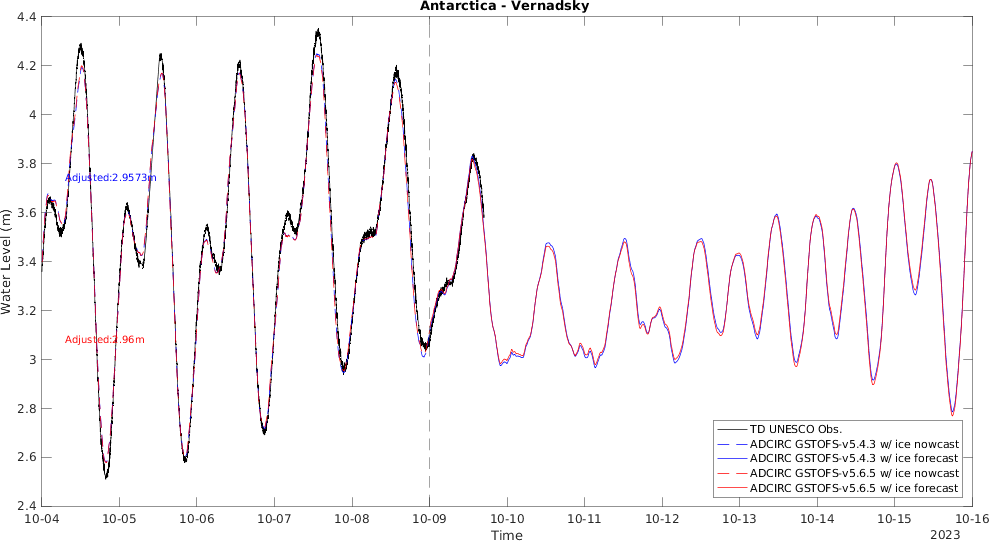 Antarctica - Vernadsky
4.4
4.2
4
3.8
3.6
3.4
3.2
3
2.8
2.6
2.4
Water Level (m)
Adjusted:2.9573m
Adjusted:2.96m
TD UNESCO Obs.
ADCIRC GSTOFS-v5.4.3 w/ ice nowcast
ADCIRC GSTOFS-v5.4.3 w/ ice forecast
ADCIRC GSTOFS-v5.6.5 w/ ice nowcast
ADCIRC GSTOFS-v5.6.5 w/ ice forecast
10-04 10-05 10-06 10-07 10-08 10-09 10-10 10-11 10-12 10-13 10-14 10-15 10-16
Time
2023